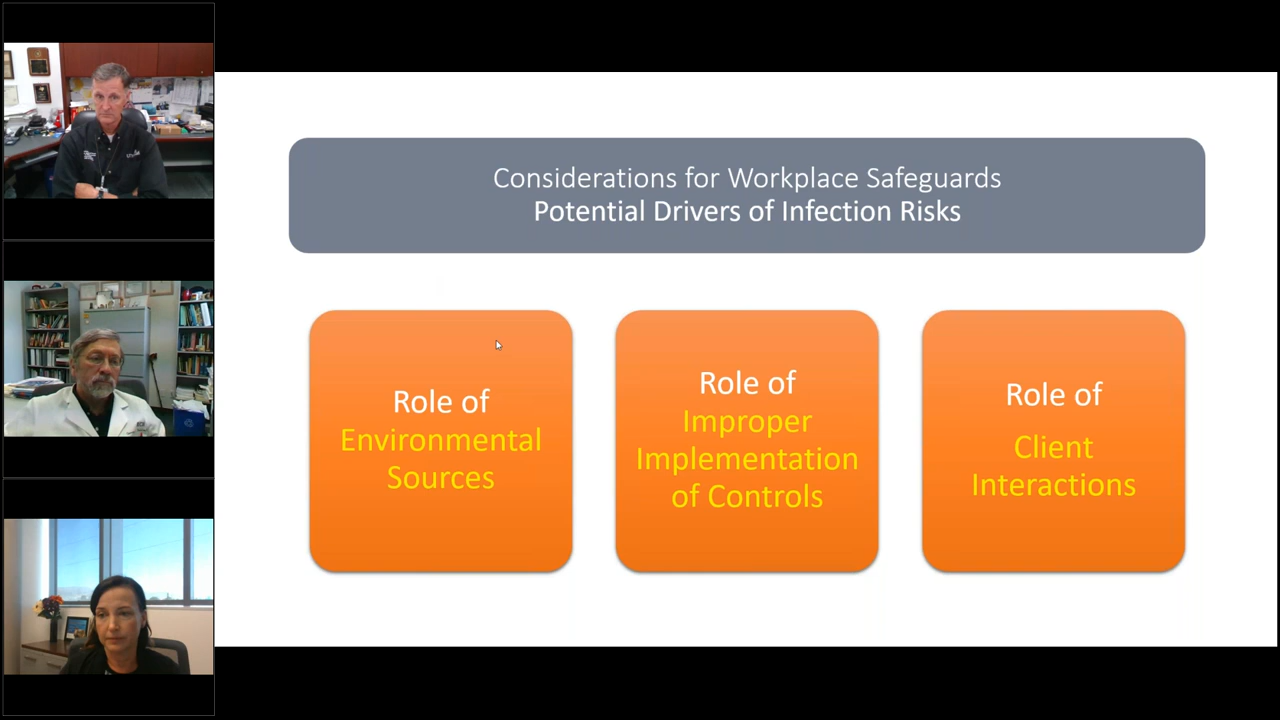 Considerations for Workplace Safeguards
Potential Drivers of Infection Risks
Role of
Environmental
Sources
Role of
Improper
Implementation
of Controls
Role of
Client
Interactions